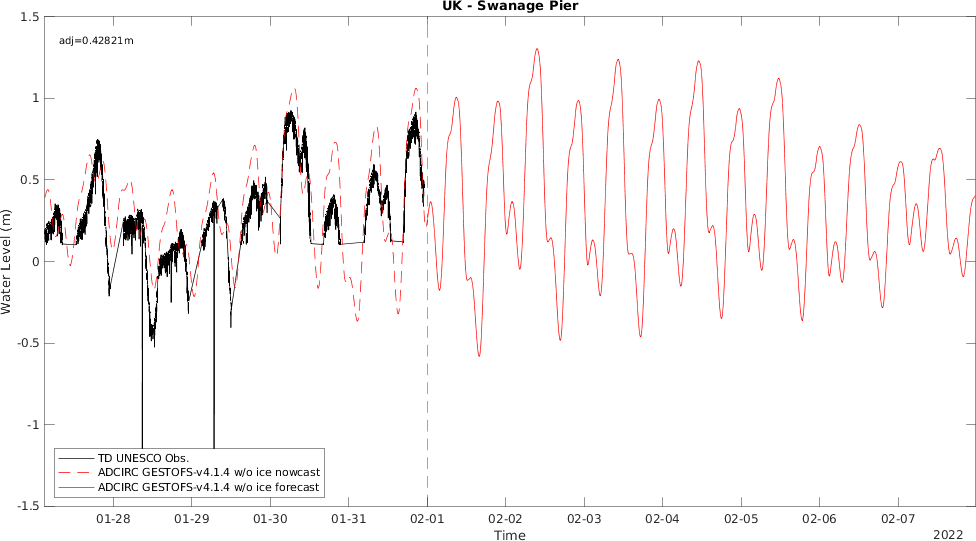 UK - Swanage Pier
adj=0.42821m
1.5
1
0.5
0
-0.5
-1
-1.5
Water Level (m)
TD UNESCO Obs.
ADCIRC GESTOFS-v4.1.4 w/o ice nowcast
ADCIRC GESTOFS-v4.1.4 w/o ice forecast
01-28 01-29 01-30 01-31 02-01 02-02 02-03 02-04 02-05 02-06 02-07
Time
2022